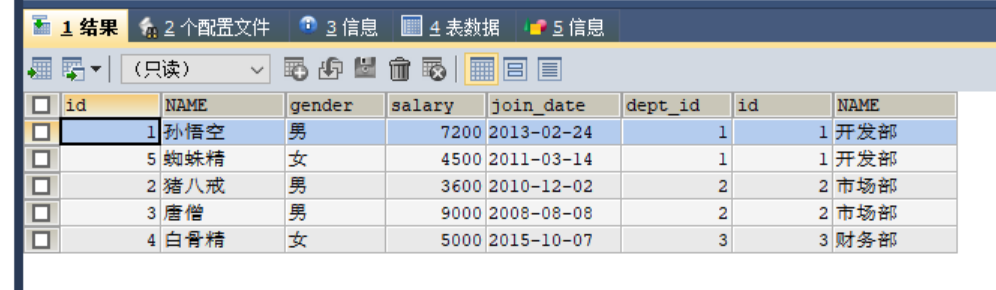 1 结果 2 个配置文件 3 信息 4 表数据 5 信息
(只读)
id NAME gender salary join_date dept_id id NAME
1 孙悟空 男 7200 2013-02-24 1 1 开发部
5 蜘蛛精 女 4500 2011-03-14 1 1 开发部
2 猪八戒 男 3600 2010-12-02 2 2 市场部
3 唐僧 男 9000 2008-08-08 2 2 市场部
4 白骨精 女 5000 2015-10-07 3 3 财务部